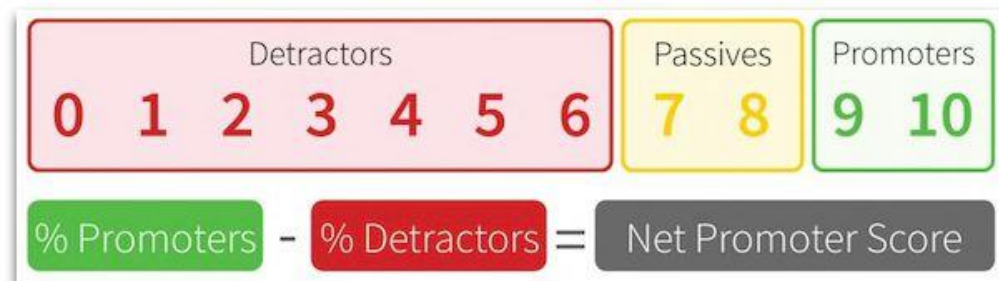 Detractors Passives Promoters
0 1 2 3 4 5 6 7 8 9 10
% Promoters - % Detractors = Net Promoter Score